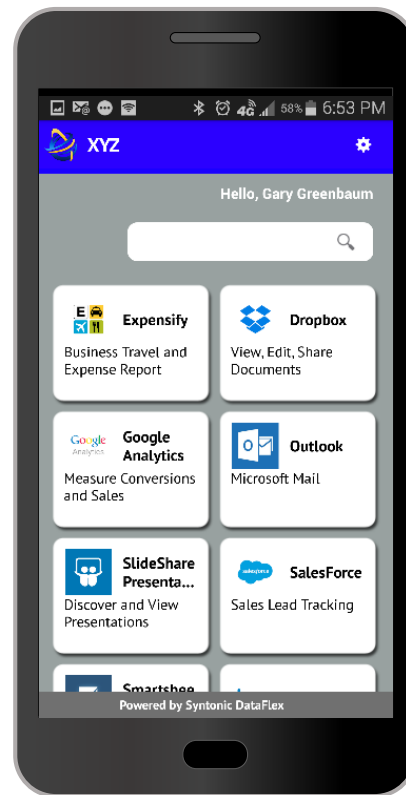 4G 58% 6:53 PM
XYZ
Hello, Gary Greenbaum
Expensify
Business Travel and
Expense Report
Dropbox
View, Edit, Share
Documents
Google
Analytics
Google
Analytics
Measure Conversions
and Sales
Outlook
Microsoft Mail
SlideShare
Presenta...
Discover and View
Presentations
salesforce
SalesForce
Sales Lead Tracking
Smartshee
Powered by Syntonic DataFlex